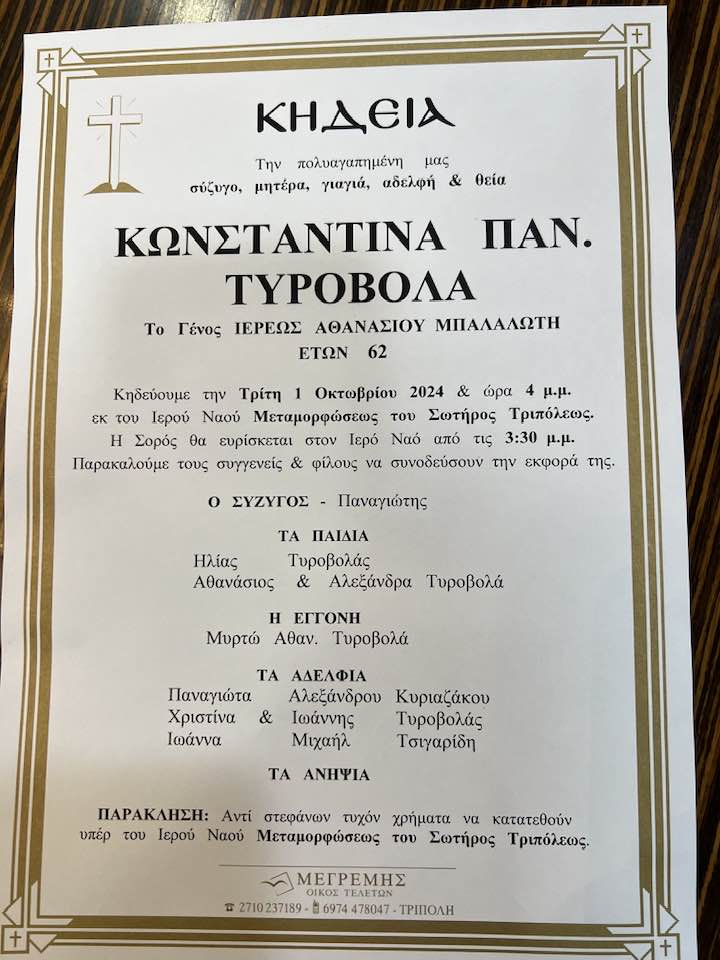 ΚΗΔΕΙΑ
Την πολυαγαπημένη μας
σύζυγο, μητέρα, γιαγιά, αδελφή & θεία
ΚΩΝΣΤΑΝΤΙΝΑ ΠΑΝ.
ΤΥΡΟΒΟΛΑ
Το Γένος ΙΕΡΕΩΣ ΑΘΑΝΑΣΙΟΥ ΜΠΑΛΑΛΩΤΗ
ΕΤΩΝ 62
Κηδεύουμε την Τρίτη 1 Οκτωβρίου 2024 & ώρα 4 μ.μ.
εκ του Ιερού Ναού Μεταμορφώσεως του Σωτήρος Τριπόλεως.
Η Σορός θα ευρίσκεται στον Ιερό Ναό από τις 3:30 μ.μ.
Παρακαλούμε τους συγγενείς & φίλους να συνοδεύσουν την εκφορά της.
Ο ΣΥΖΥΓΟΣ - Παναγιώτης
ΤΑ ΠΑΙΔΙΑ
Ηλίας Τυροβολάς
Αθανάσιος & Αλεξάνδρα Τυροβολά
Η ΕΓΓΟΝΗ
Μυρτώ Αθαν. Τυροβολά
ΤΑ ΑΔΕΛΦΙΑ
Παναγιώτα Αλεξάνδρου Κυριαζάκου
Χριστίνα & Ιωάννης Τυροβολάς
Ιωάννα Μιχαήλ Τσιγαρίδη
ΤΑ ΑΝΗΨΙΑ
ΠΑΡΑΚΛΗΣΗ: Αντί στεφάνων τυχόν χρήματα να κατατεθούν
υπέρ του Ιερού Ναού Μεταμορφώσεως του Σωτήρος Τριπόλεως.
ΜΕΓΡΕΜΗΣ
ΟΙΚΟΣ ΤΕΛΕΤΩΝ
☎ 2710 237189 - 📱 6974 478047 - ΤΡΙΠΟΛΗ